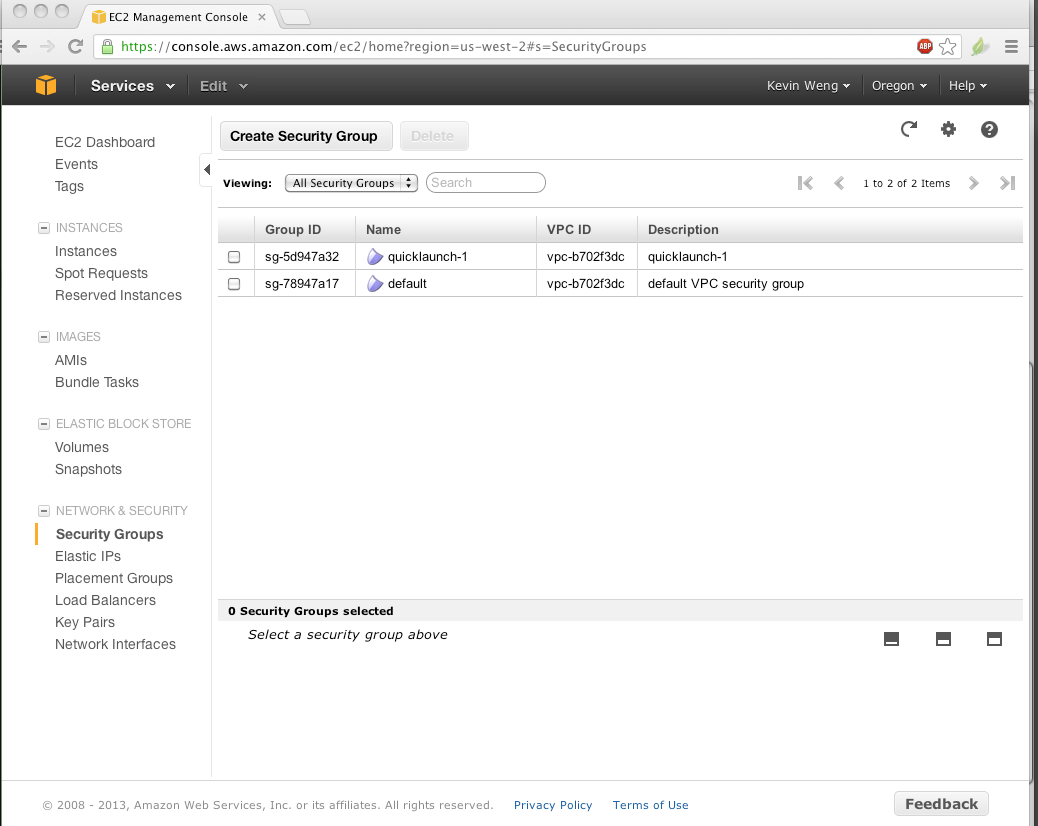 EC2 Management Console
https://console.aws.amazon.com/ec2/home?region=us-west-2#s=SecurityGroups
ABP
Services Edit Kevin Weng Oregon Help
EC2 Dashboard
Events
Tags
INSTANCES
Instances
Spot Requests
Reserved Instances
IMAGES
AMIs
Bundle Tasks
ELASTIC BLOCK STORE
Volumes
Snapshots
NETWORK & SECURITY
Security Groups
Elastic IPs
Placement Groups
Load Balancers
Key Pairs
Network Interfaces
Create Security Group Delete
Viewing: All Security Groups Search 1 to 2 of 2 Items
Group ID Name VPC ID Description
sg-5d947a32 quicklaunch-1 vpc-b702f3dc quicklaunch-1
sg-78947a17 default vpc-b702f3dc default VPC security group
0 Security Groups selected
Select a security group above
© 2008 - 2013, Amazon Web Services, Inc. or its affiliates. All rights reserved. Privacy Policy Terms of Use Feedback